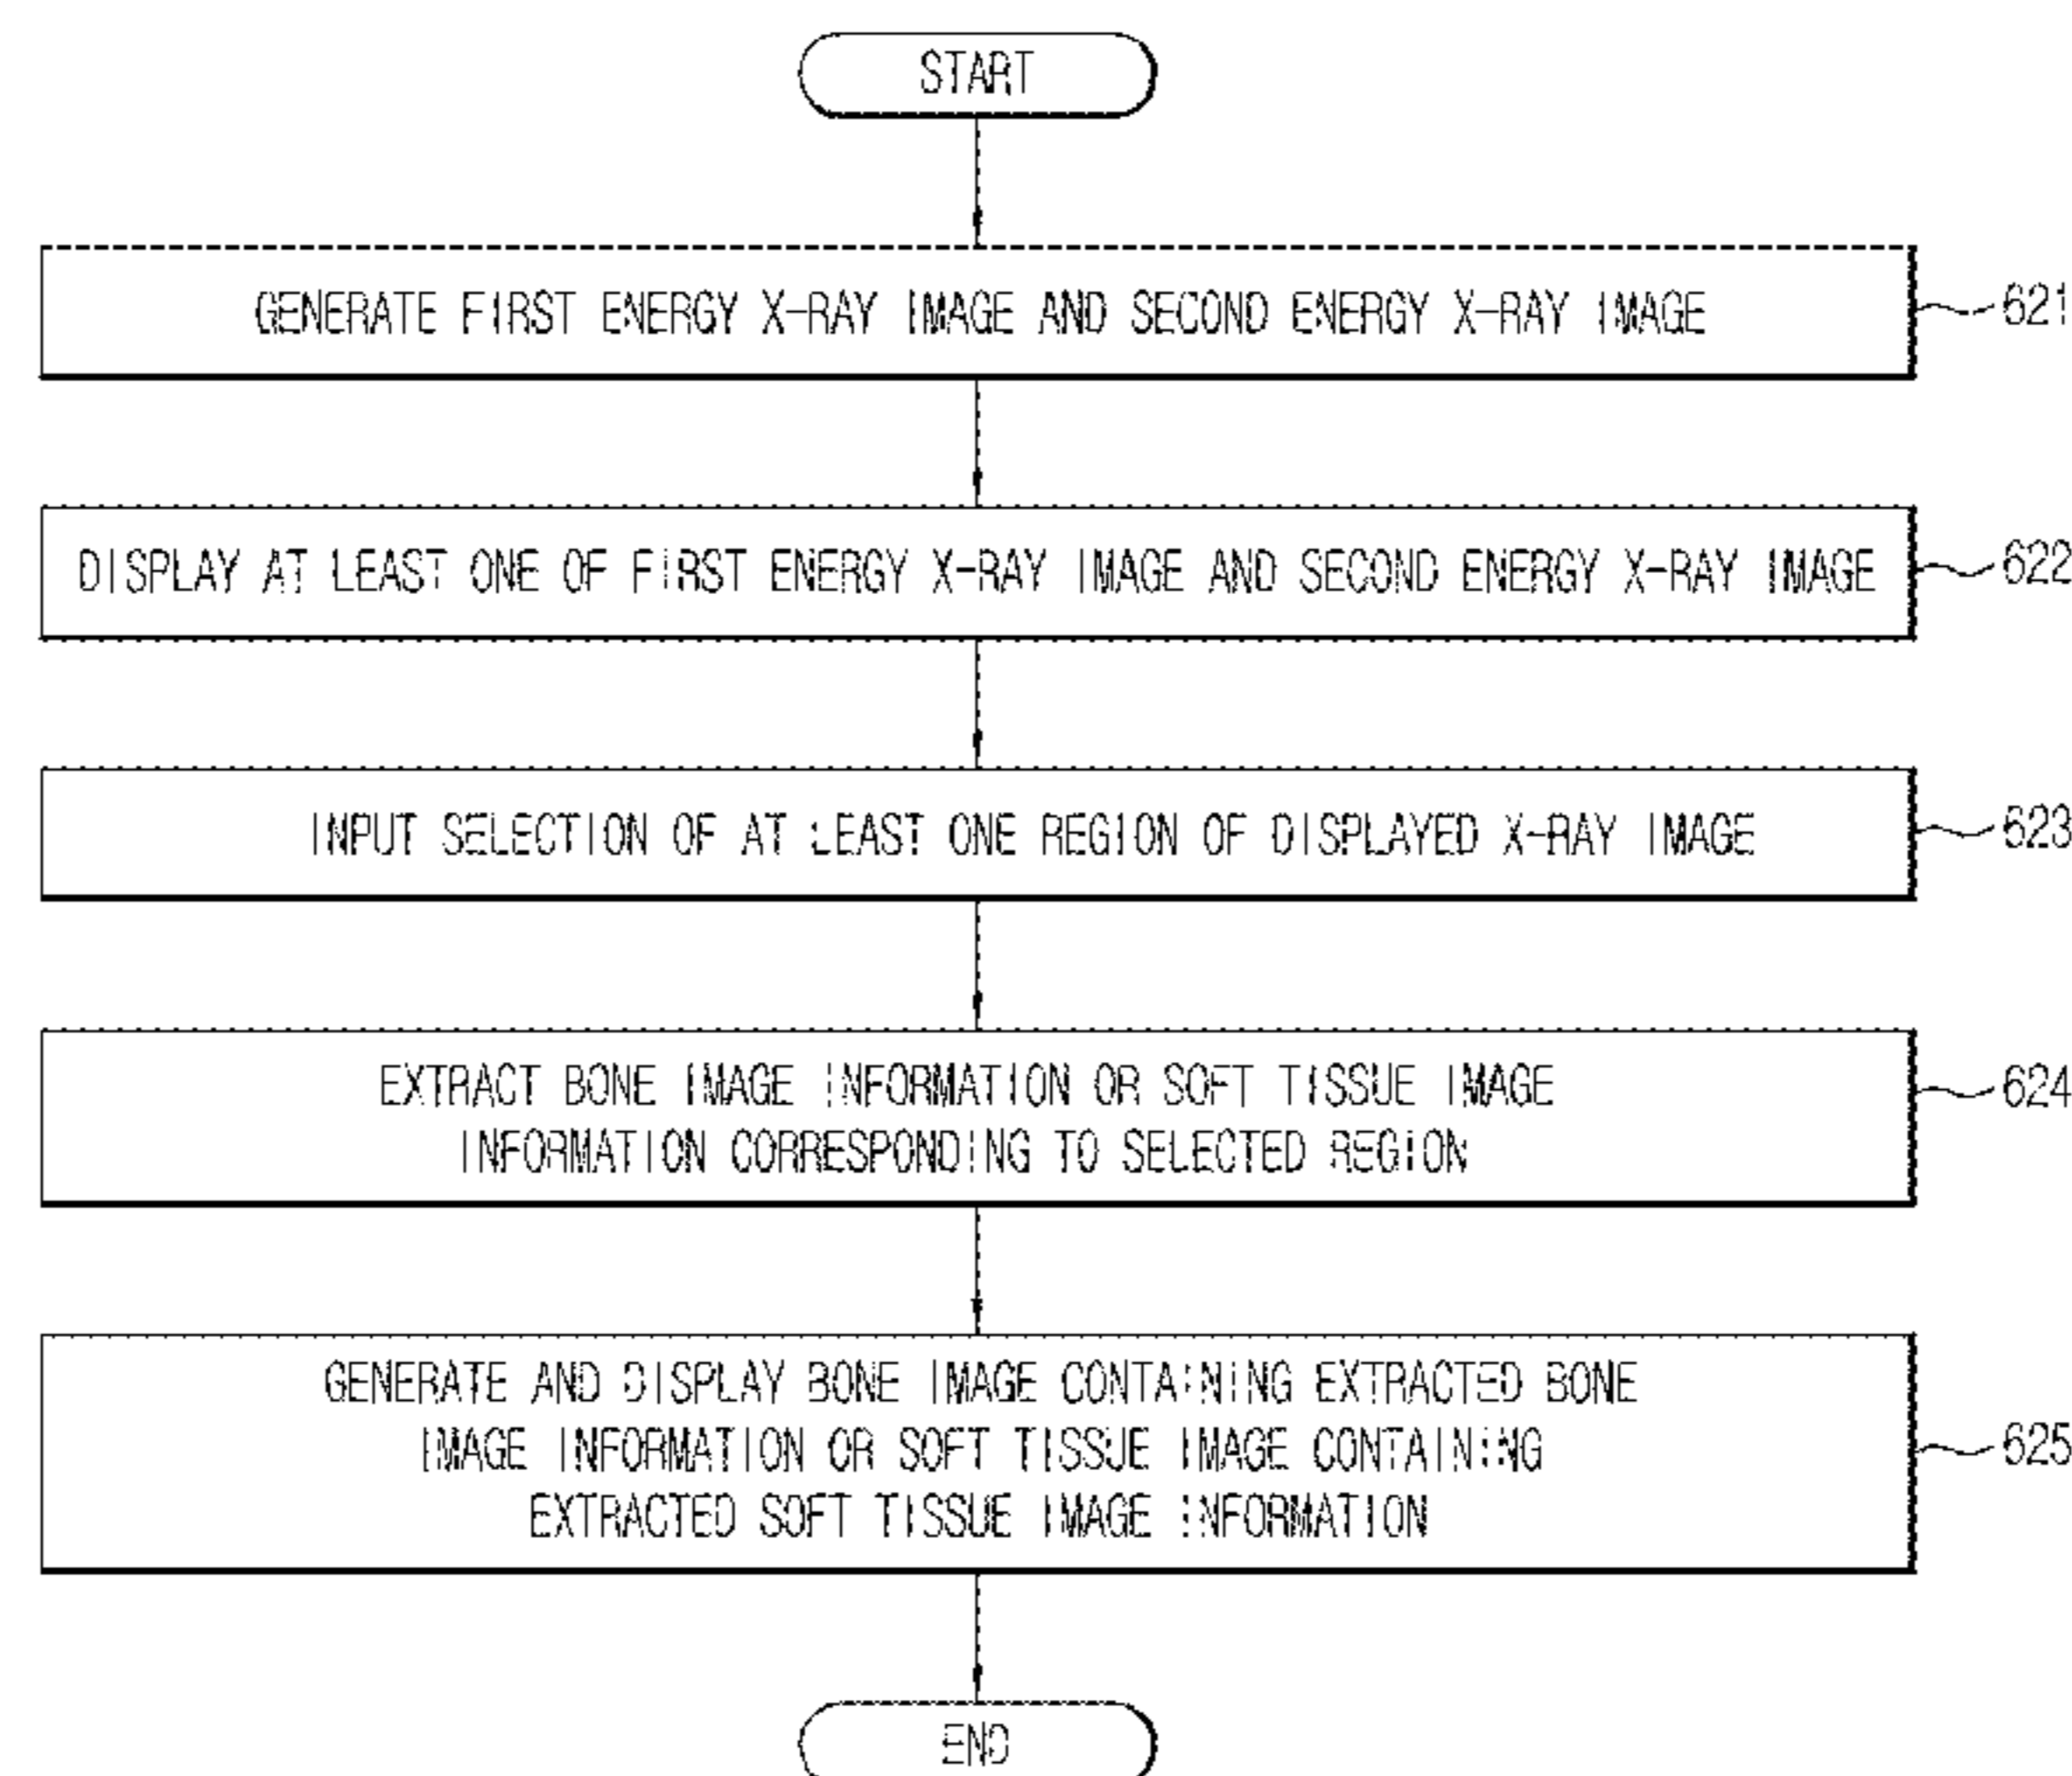 START
GENERATE FIRST ENERGY X-RAY IMAGE AND SECOND ENERGY X-RAY IMAGE
621
DISPLAY AT LEAST ONE OF FIRST ENERGY X-RAY IMAGE AND SECOND ENERGY X-RAY IMAGE
622
INPUT SELECTION OF AT LEAST ONE REGION OF DISPLAYED X-RAY IMAGE
623
EXTRACT BONE IMAGE INFORMATION OR SOFT TISSUE IMAGE
INFORMATION CORRESPONDING TO SELECTED REGION
624
GENERATE AND DISPLAY BONE IMAGE CONTAINING EXTRACTED BONE
IMAGE INFORMATION OR SOFT TISSUE IMAGE CONTAINING
EXTRACTED SOFT TISSUE IMAGE INFORMATION
625
END